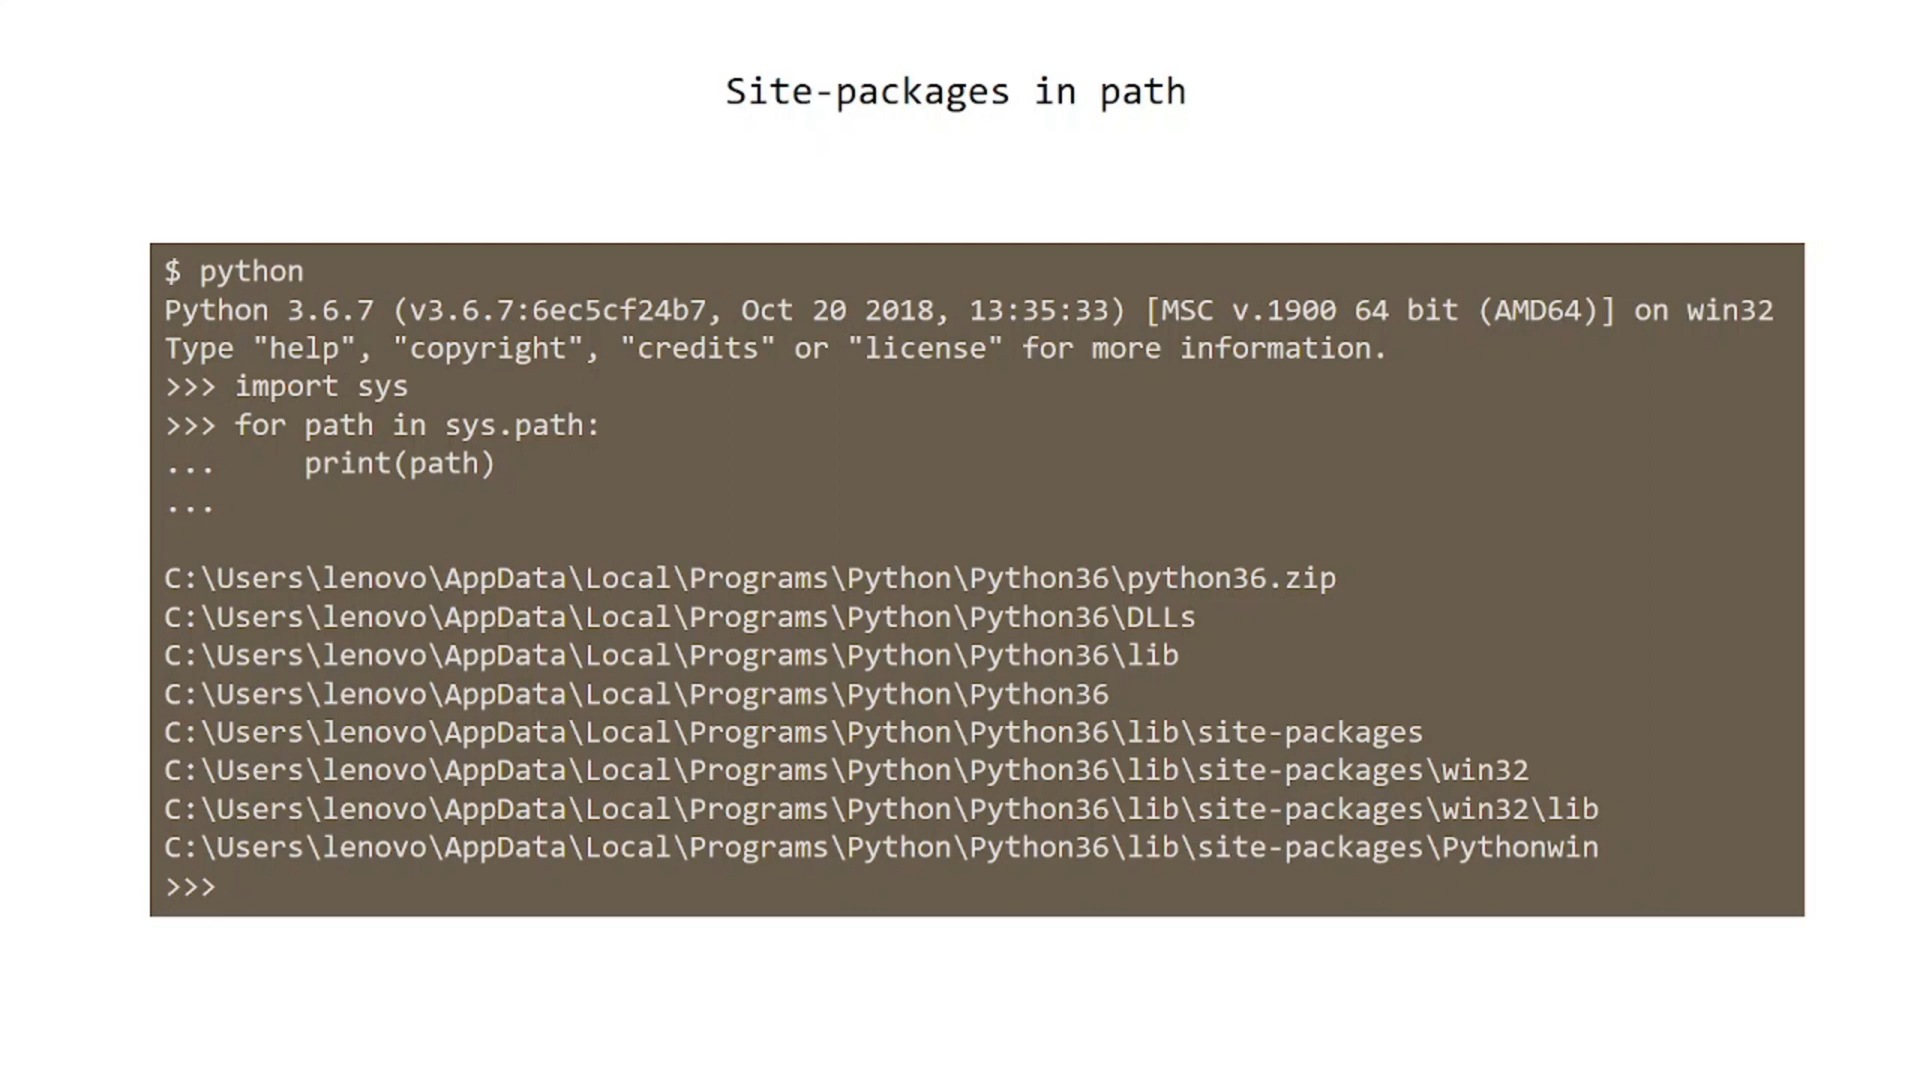 Site-packages in path
$ python
Python 3.6.7 (v3.6.7:6ec5cf24b7, Oct 20 2018, 13:35:33) [MSC v.1900 64 bit (AMD64)] on win32
Type "help", "copyright", "credits" or "license" for more information.
>>> import sys
>>> for path in sys.path:
...     print(path)
...
C:\Users\lenovo\AppData\Local\Programs\Python\Python36\python36.zip
C:\Users\lenovo\AppData\Local\Programs\Python\Python36\DLLs
C:\Users\lenovo\AppData\Local\Programs\Python\Python36\lib
C:\Users\lenovo\AppData\Local\Programs\Python\Python36
C:\Users\lenovo\AppData\Local\Programs\Python\Python36\lib\site-packages
C:\Users\lenovo\AppData\Local\Programs\Python\Python36\lib\site-packages\win32
C:\Users\lenovo\AppData\Local\Programs\Python\Python36\lib\site-packages\win32\lib
C:\Users\lenovo\AppData\Local\Programs\Python\Python36\lib\site-packages\Pythonwin
>>>